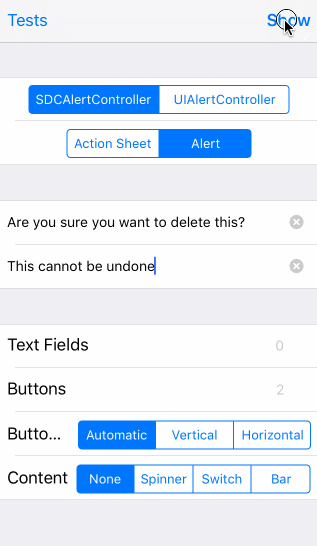 Tests Show
SDCAlertController UIAlertController
Action Sheet Alert
Are you sure you want to delete this?
This cannot be undone
Text Fields 0
Buttons 2
Butto... Automatic Vertical Horizontal
Content None Spinner Switch Bar